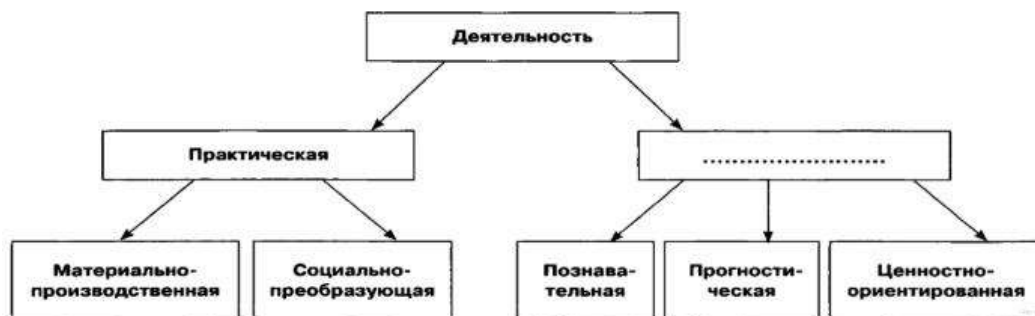 Деятельность
Практическая
........................
Материально-
производственная
Социально-
преобразующая
Познава-
тельная
Прогности-
ческая
Ценностно-
ориентированная